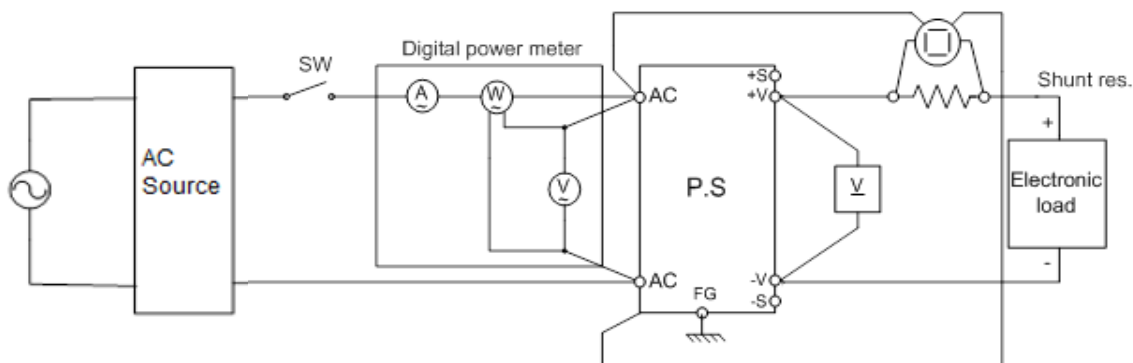 Digital power meter
SW
A
~
W
~
AC
+S
+V
Shunt res.
+
AC
Source
V
~
P.S
V
Electronic
load
AC
-V
-
FG
-S